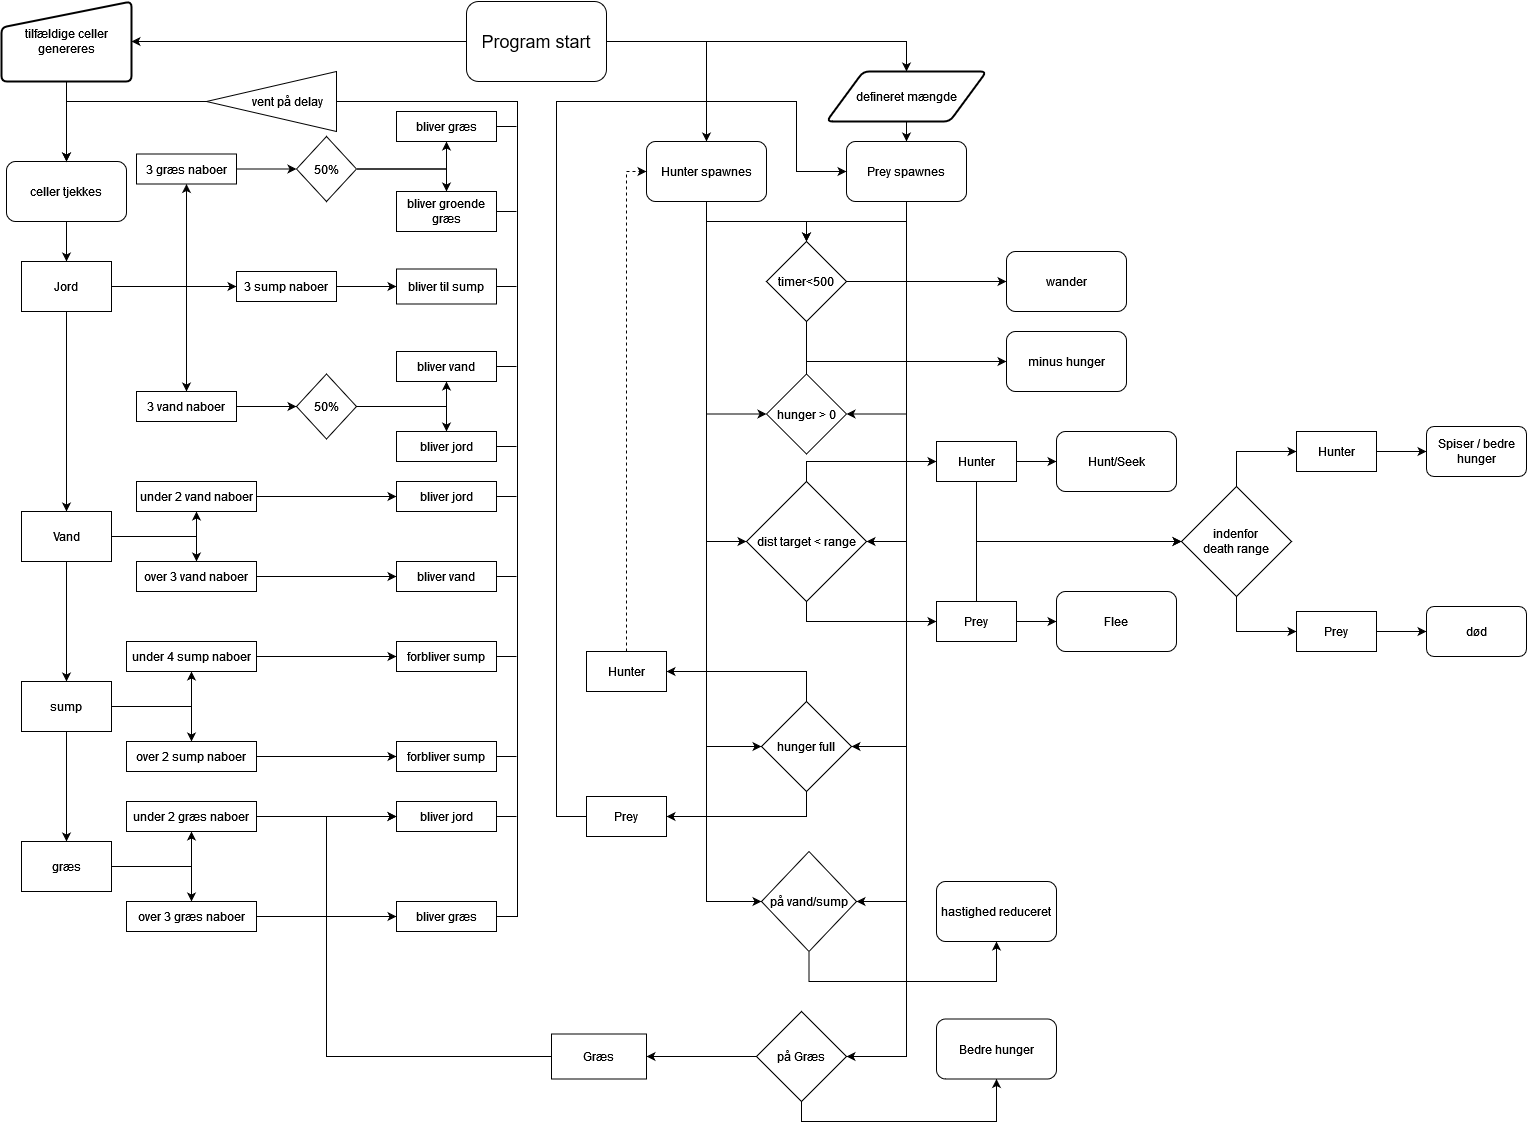 Program start
tilfældige celler
genereres
vent på delay
defineret mængde
bliver græs
3 græs naboer
50%
celler tjekkes
bliver groende
græs
Hunter spawnes
Prey spawnes
Jord
3 sump naboer
bliver til sump
timer<500
wander
bliver vand
minus hunger
3 vand naboer
50%
hunger > 0
bliver jord
Hunter
Hunt/Seek
Hunter
Spiser / bedre
hunger
under 2 vand naboer
bliver jord
Vand
dist target < range
indenfor
death range
over 3 vand naboer
bliver vand
Prey
Flee
Prey
død
under 4 sump naboer
forbliver sump
Hunter
sump
over 2 sump naboer
forbliver sump
hunger full
under 2 græs naboer
bliver jord
Prey
græs
over 3 græs naboer
bliver græs
på vand/sump
hastighed reduceret
Græs
på Græs
Bedre hunger